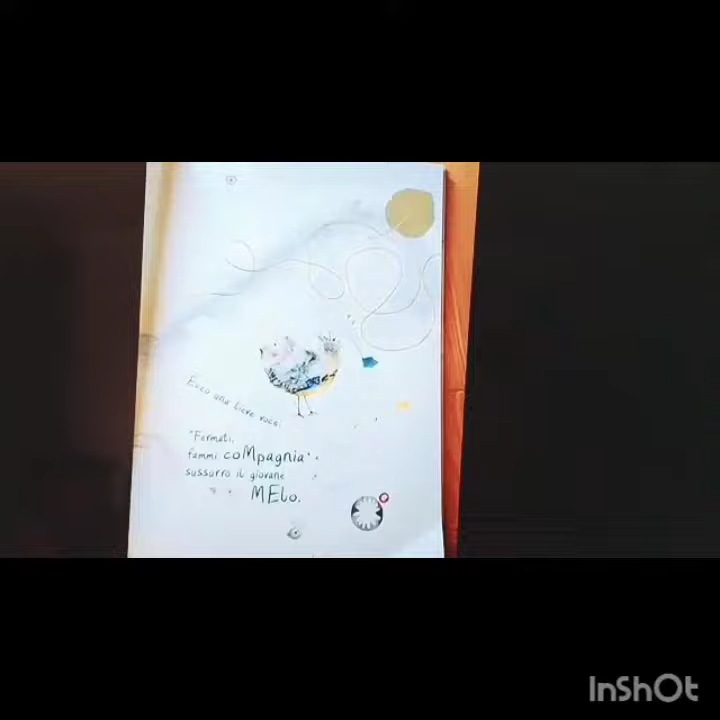 Ecco una lieve voce:
"Fermati,
fammi coMpagnia"
sussurrò il giovane
MElo.
InShOt